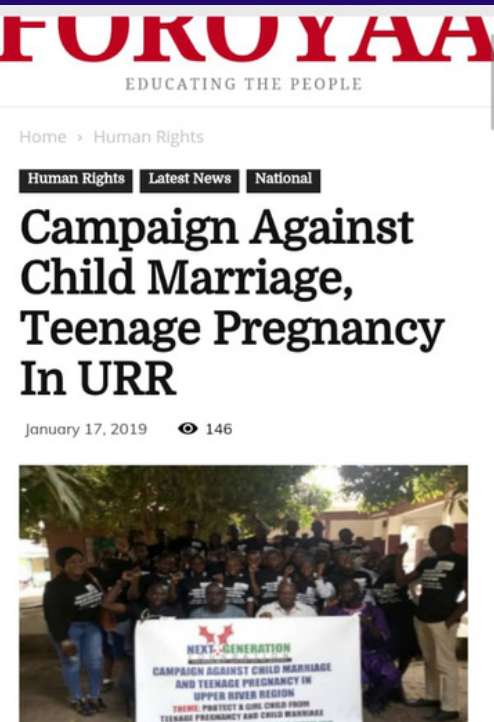 FOROYAA
EDUCATING THE PEOPLE
Home › Human Rights
Human Rights Latest News National
Campaign Against
Child Marriage,
Teenage Pregnancy
In URR
January 17, 2019 146
NEXT GENERATION
CAMPAIGN AGAINST CHILD MARRIAGE
AND TEENAGE PREGNANCY IN
UPPER RIVER REGION
THEME: PROTECT A GIRL CHILD FROM
TEENAGE PREGNANCY AND CHILD MARRIAGE